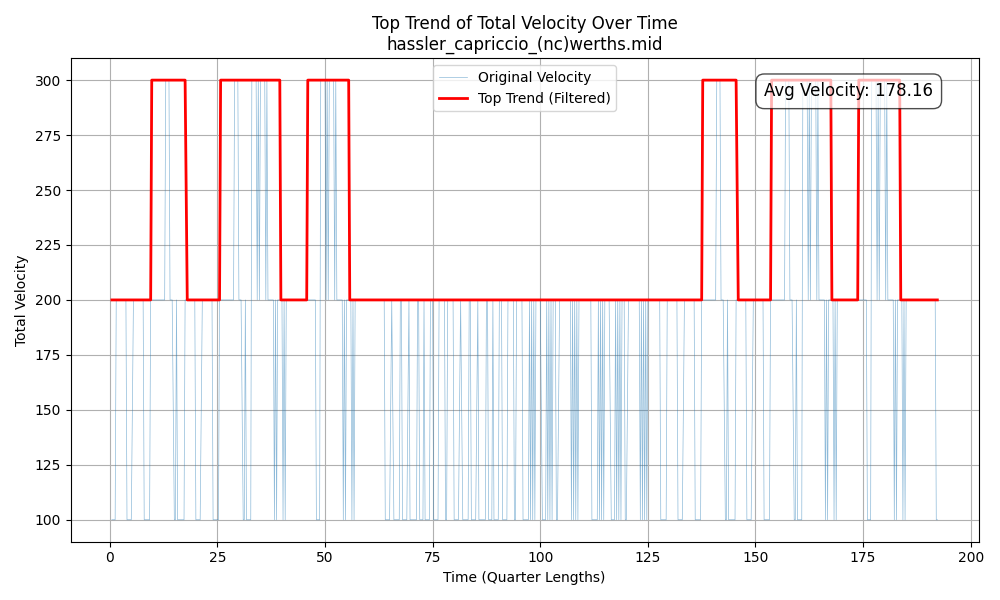 Top Trend of Total Velocity Over Time
hassler_capriccio_(nc)werths.mid
Original Velocity
Top Trend (Filtered)
Avg Velocity: 178.16
Total Velocity
300
275
250
225
200
175
150
125
100
0 25 50 75 100 125 150 175 200
Time (Quarter Lengths)